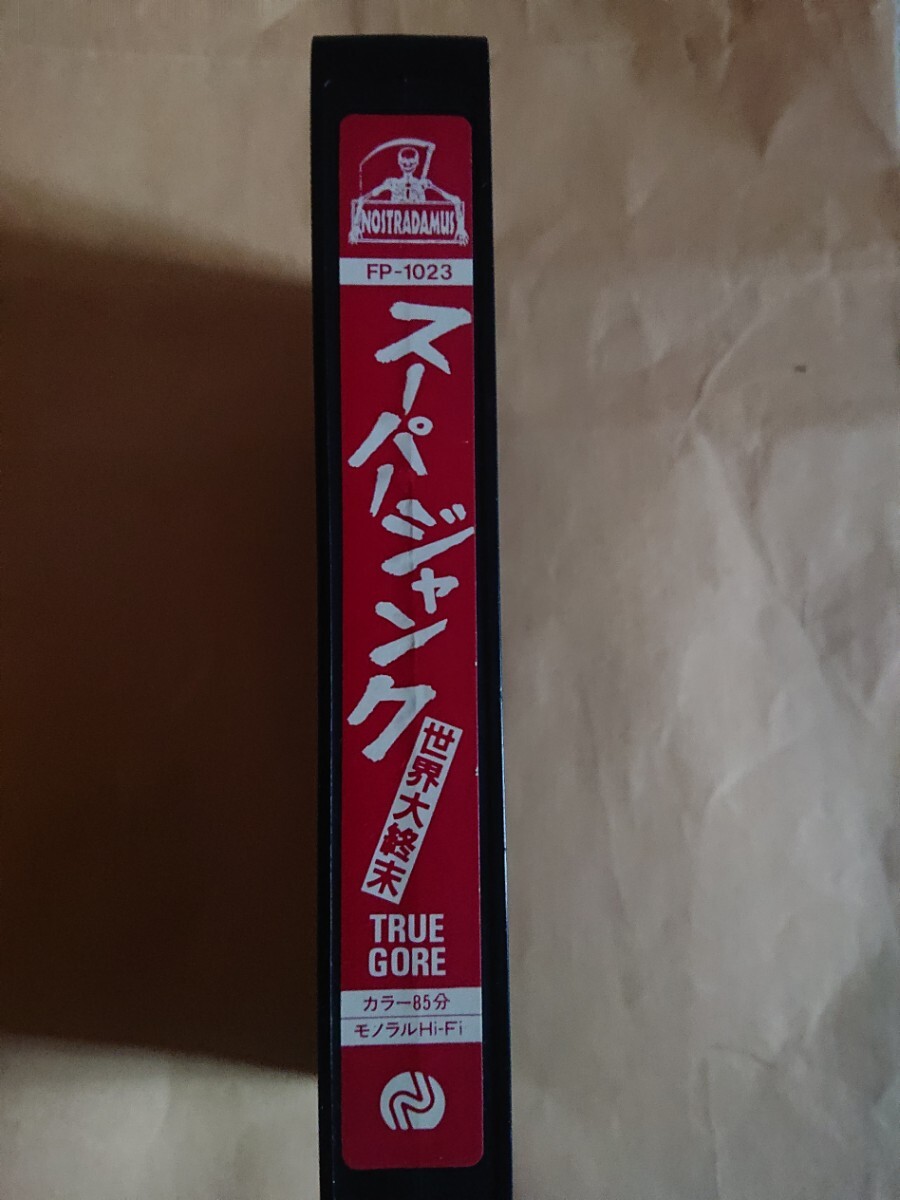 NOSTRADAMUS
FP-1023
スーパージャンク
世界大終末
TRUE
GORE
カラー85分
モノラルHi-Fi